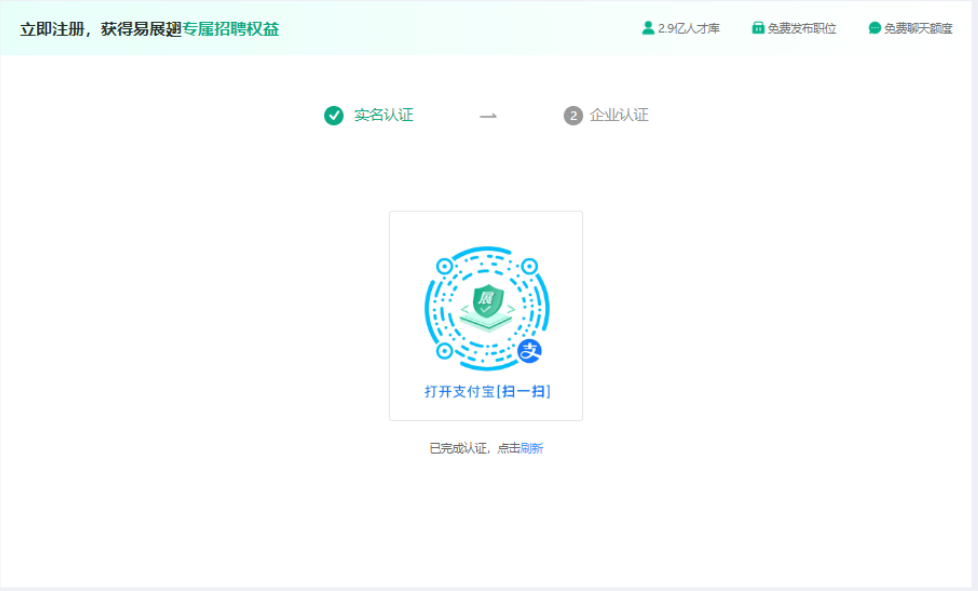 立即注册，获得易展翅专属招聘权益
2.9亿人才库
免费发布职位
免费聊天额度
实名认证
2 企业认证
展
支
打开支付宝[扫一扫]
已完成认证，点击刷新